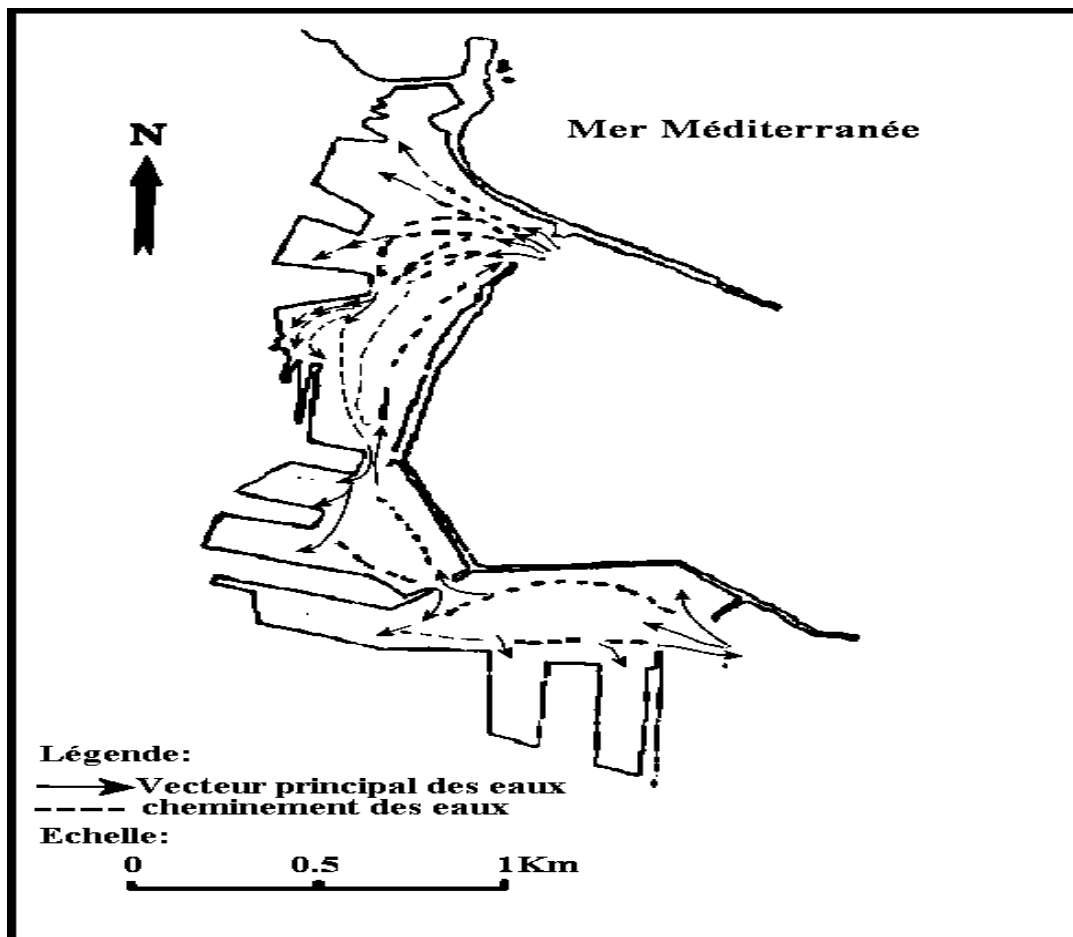 N
Mer Méditerranée
Légende:
Vecteur principal des eaux
cheminement des eaux
Echelle:
0 0.5 1Km